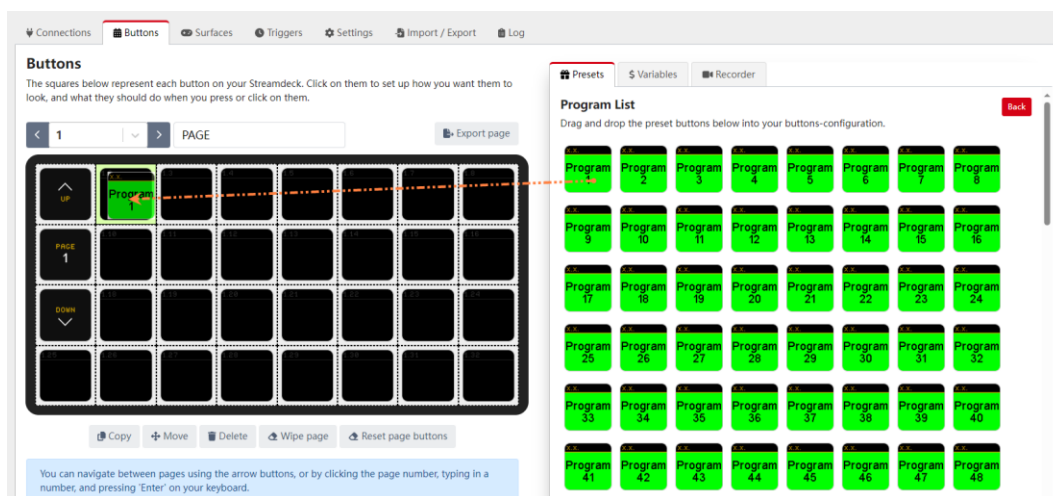 Connections
Buttons
Surfaces
Triggers
Settings
Import / Export
Log
Buttons
The squares below represent each button on your Streamdeck. Click on them to set up how you want them to
look, and what they should do when you press or click on them.
1
PAGE
Export page
UP
X.X.
Program
1
PAGE
1
DOWN
Copy
Move
Delete
Wipe page
Reset page buttons
You can navigate between pages using the arrow buttons, or by clicking the page number, typing in a
number, and pressing 'Enter' on your keyboard.
Presets
$ Variables
Recorder
Program List
Back
Drag and drop the preset buttons below into your buttons-configuration.
X.X. X.X. X.X. X.X. X.X. X.X. X.X. X.X.
Program Program Program Program Program Program Program Program
1 2 3 4 5 6 7 8
X.X. X.X. X.X. X.X. X.X. X.X. X.X. X.X.
Program Program Program Program Program Program Program Program
9 10 11 12 13 14 15 16
X.X. X.X. X.X. X.X. X.X. X.X. X.X. X.X.
Program Program Program Program Program Program Program Program
17 18 19 20 21 22 23 24
X.X. X.X. X.X. X.X. X.X. X.X. X.X. X.X.
Program Program Program Program Program Program Program Program
25 26 27 28 29 30 31 32
X.X. X.X. X.X. X.X. X.X. X.X. X.X. X.X.
Program Program Program Program Program Program Program Program
33 34 35 36 37 38 39 40
X.X. X.X. X.X. X.X. X.X. X.X. X.X. X.X.
Program Program Program Program Program Program Program Program
41 42 43 44 45 46 47 48